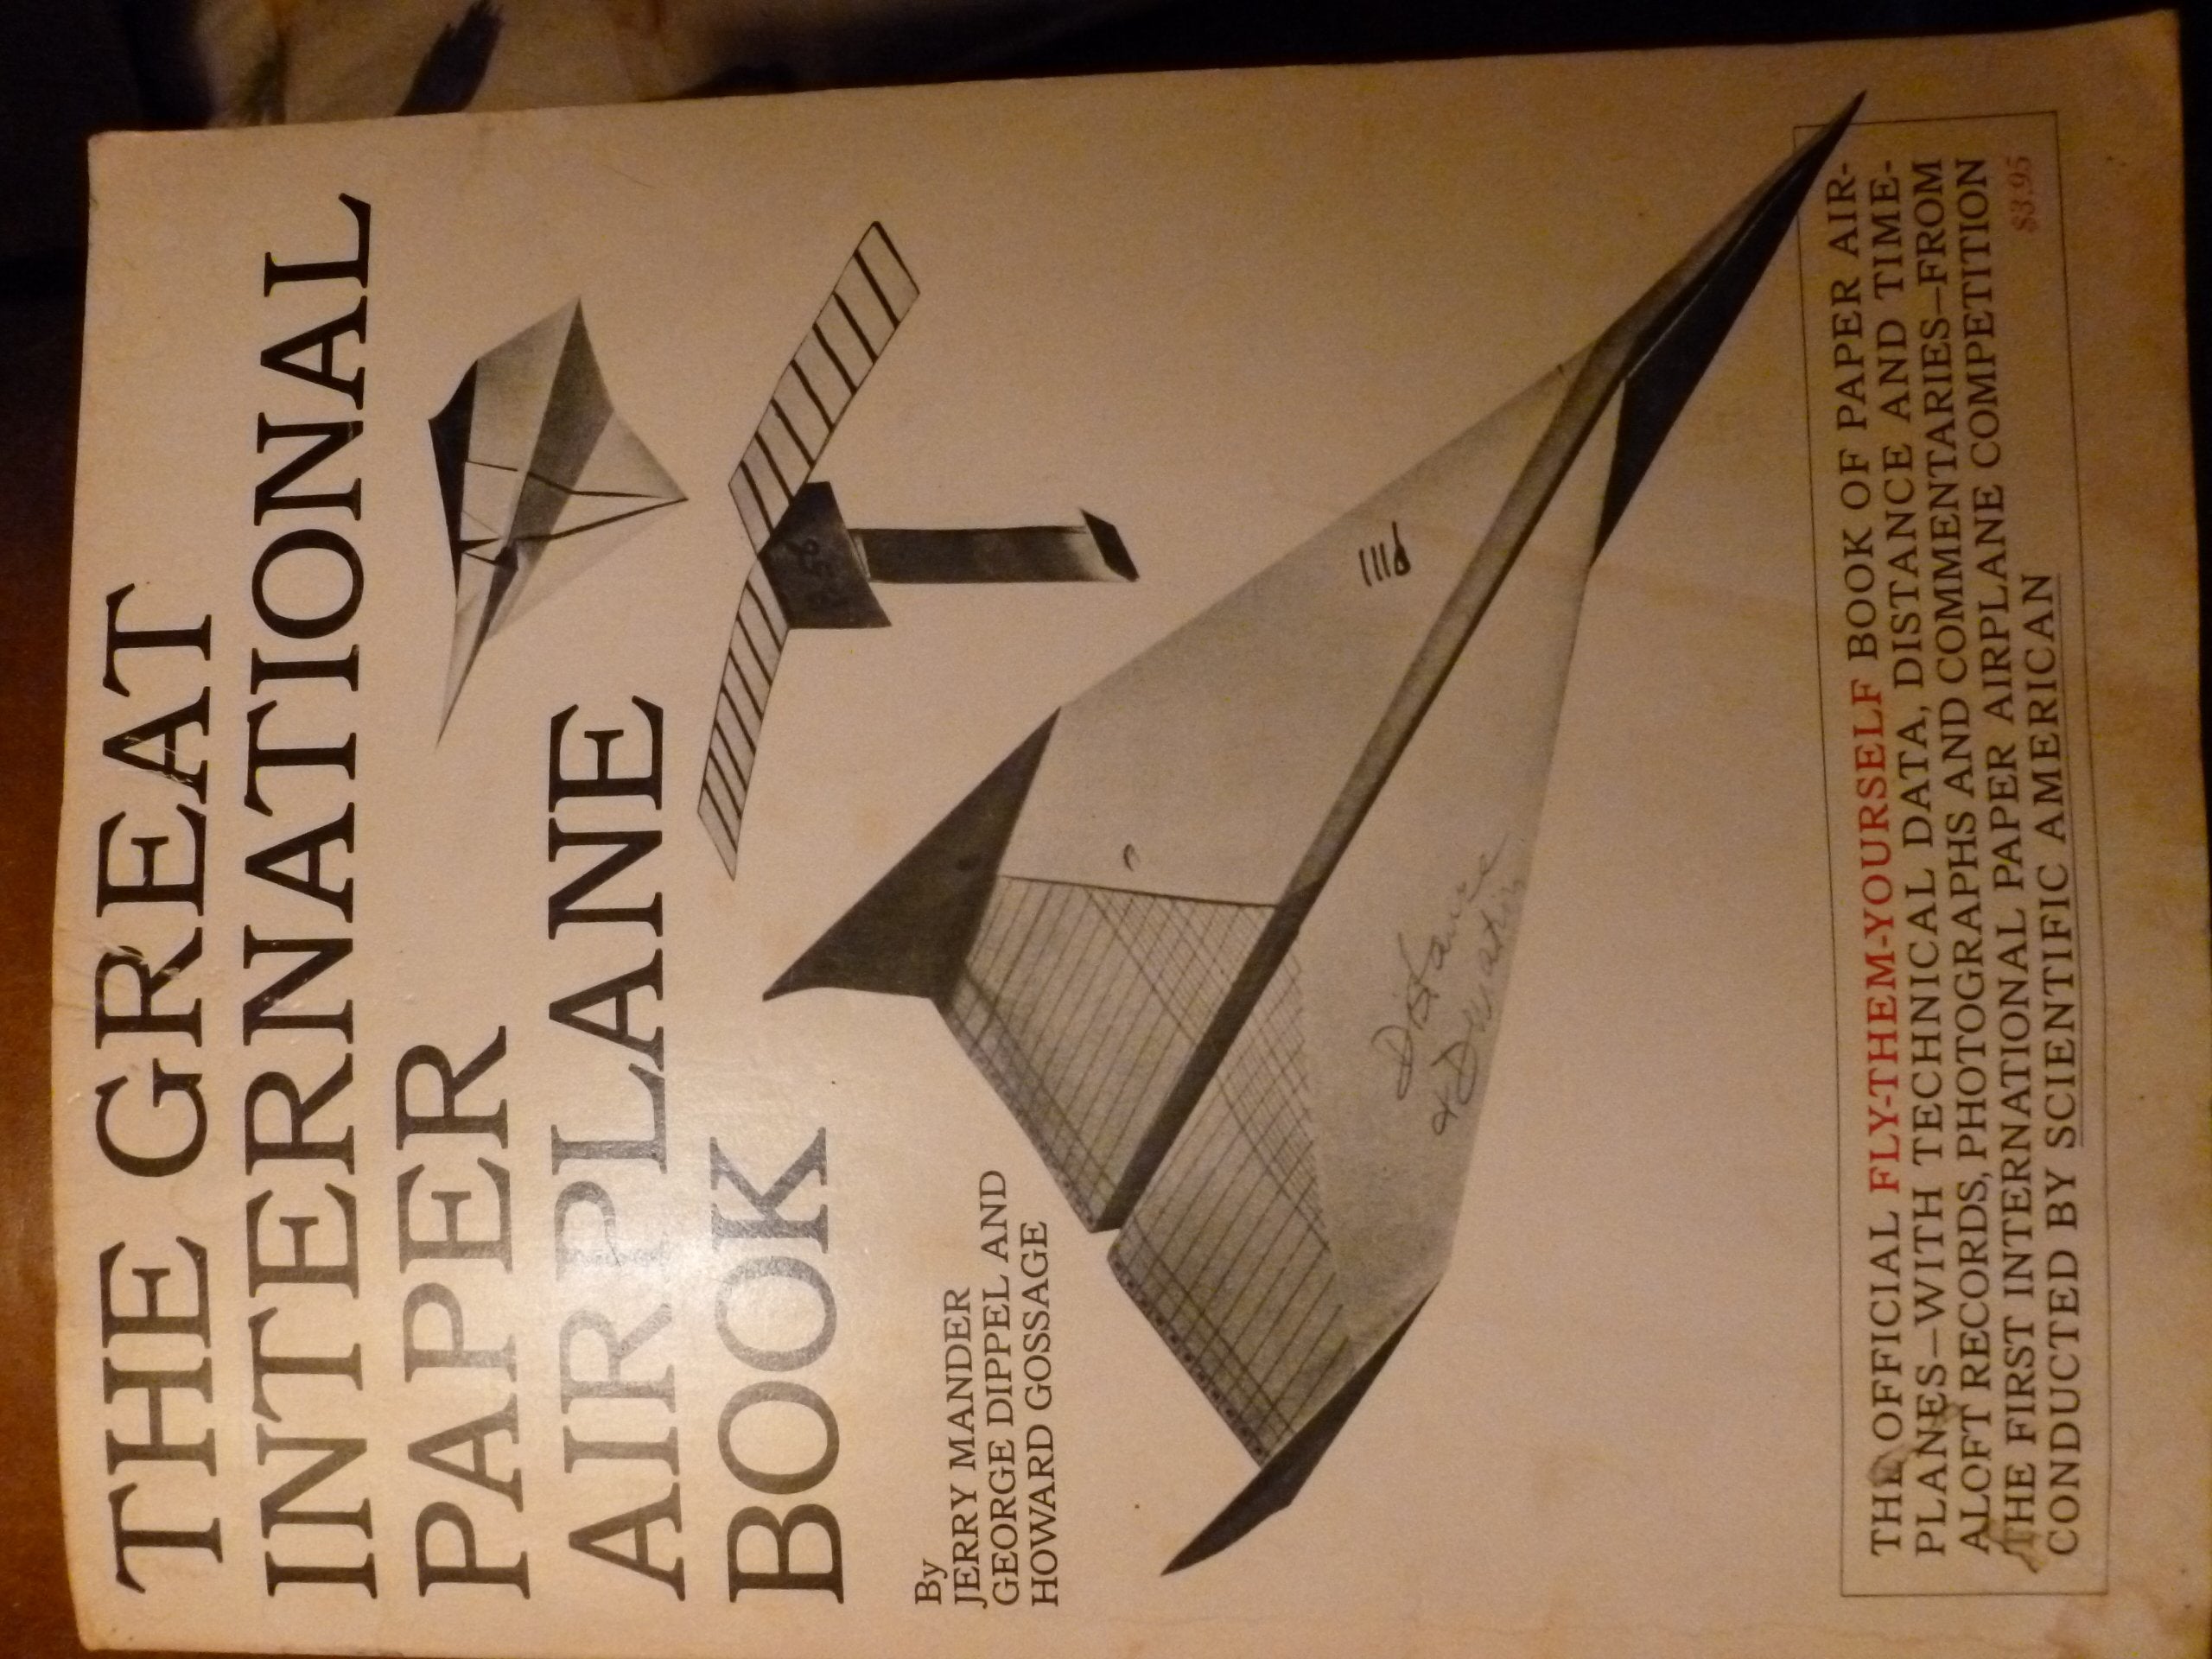 THE GREAT
INTERNATIONAL
PAPER
AIRPLANE
BOOK
By
JERRY MANDER
GEORGE DIPPEL AND
HOWARD GOSSAGE
Distance
& Duration
THE OFFICIAL FLY-THEM-YOURSELF BOOK OF PAPER AIR-
PLANES—WITH TECHNICAL DATA, DISTANCE AND TIME-
ALOFT RECORDS, PHOTOGRAPHS AND COMMENTARIES—FROM
THE FIRST INTERNATIONAL PAPER AIRPLANE COMPETITION
CONDUCTED BY SCIENTIFIC AMERICAN
$3.95